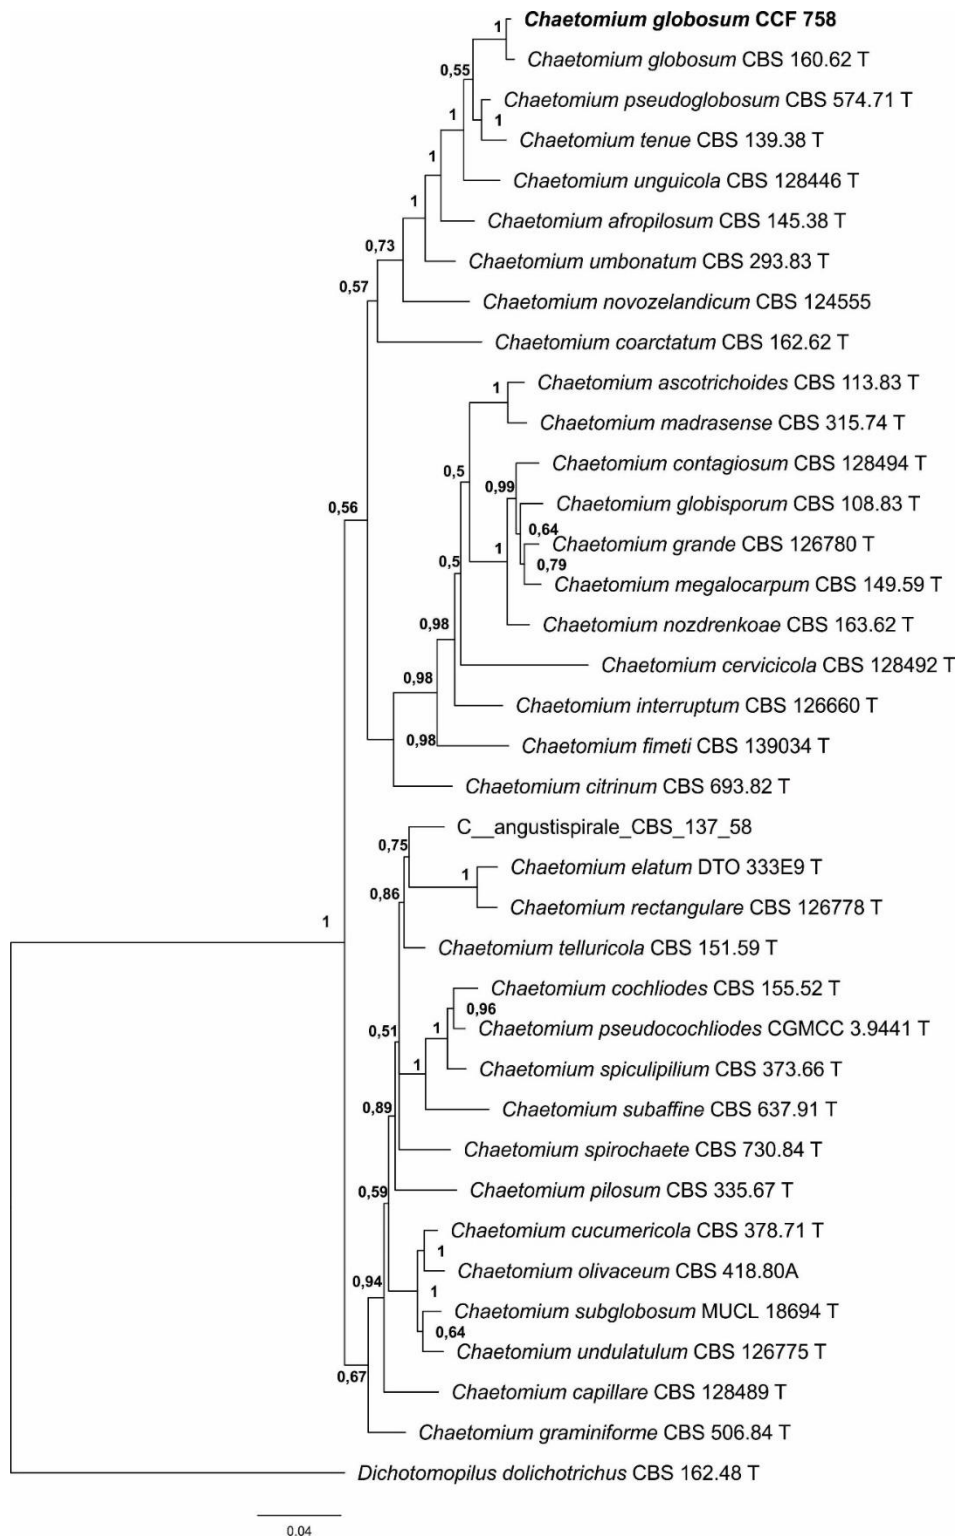 Chaetomium globosum CCF 758
1
Chaetomium globosum CBS 160.62 T
0,55
Chaetomium pseudoglobosum CBS 574.71 T
1
1
Chaetomium tenue CBS 139.38 T
1
Chaetomium unguicola CBS 128446 T
1
Chaetomium afropilosum CBS 145.38 T
0,73
Chaetomium umbonatum CBS 293.83 T
0,57
Chaetomium novozelandicum CBS 124555
Chaetomium coarctatum CBS 162.62 T
Chaetomium ascotrichoides CBS 113.83 T
1
Chaetomium madrasense CBS 315.74 T
Chaetomium contagiosum CBS 128494 T
0,5
0,99
Chaetomium globisporum CBS 108.83 T
0,56
0,64
Chaetomium grande CBS 126780 T
1
0,5
0,79
Chaetomium megalocarpum CBS 149.59 T
0,98
Chaetomium nozdrenkoae CBS 163.62 T
Chaetomium cervicicola CBS 128492 T
0,98
Chaetomium interruptum CBS 126660 T
0,98
Chaetomium fimeti CBS 139034 T
Chaetomium citrinum CBS 693.82 T
C__angustispirale_CBS_137_58
0,75
Chaetomium elatum DTO 333E9 T
1
0,86
Chaetomium rectangulare CBS 126778 T
1
Chaetomium telluricola CBS 151.59 T
Chaetomium cochliodes CBS 155.52 T
0,96
Chaetomium pseudocochliodes CGMCC 3.9441 T
0,51
1
1
Chaetomium spiculipilium CBS 373.66 T
0,89
Chaetomium subaffine CBS 637.91 T
Chaetomium spirochaete CBS 730.84 T
0,59
Chaetomium pilosum CBS 335.67 T
Chaetomium cucumericola CBS 378.71 T
1
Chaetomium olivaceum CBS 418.80A
0,94
1
Chaetomium subglobosum MUCL 18694 T
0,64
Chaetomium undulatulum CBS 126775 T
0,67
Chaetomium capillare CBS 128489 T
Chaetomium graminiforme CBS 506.84 T
Dichotomopilus dolichotrichus CBS 162.48 T
0.04